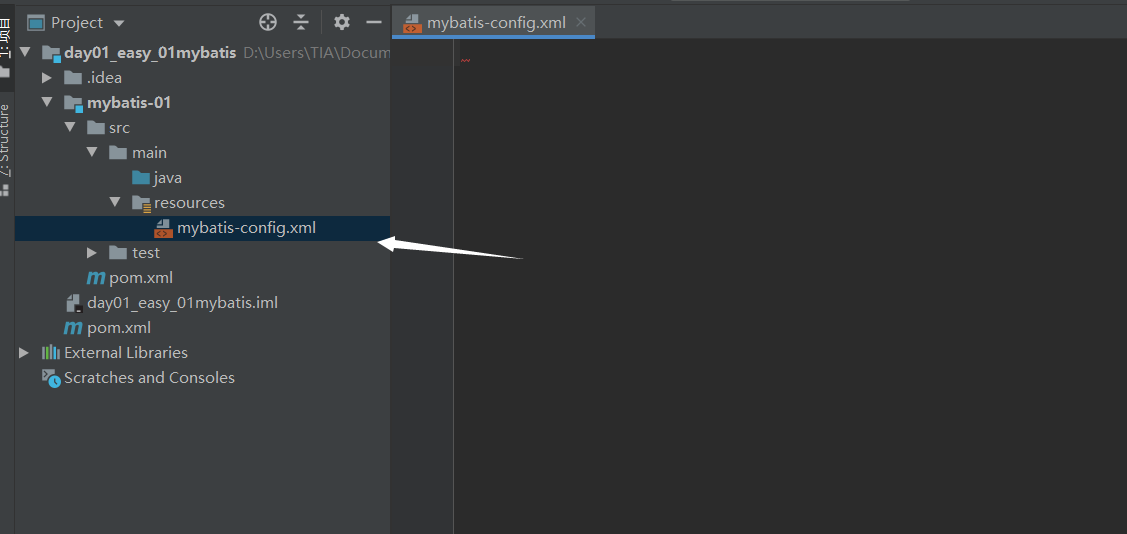 1: 项目
Z: Structure
Project
day01_easy_01mybatis D:\Users\TIA\Docum
.idea
mybatis-01
src
main
java
resources
mybatis-config.xml
test
pom.xml
day01_easy_01mybatis.iml
pom.xml
External Libraries
Scratches and Consoles
mybatis-config.xml